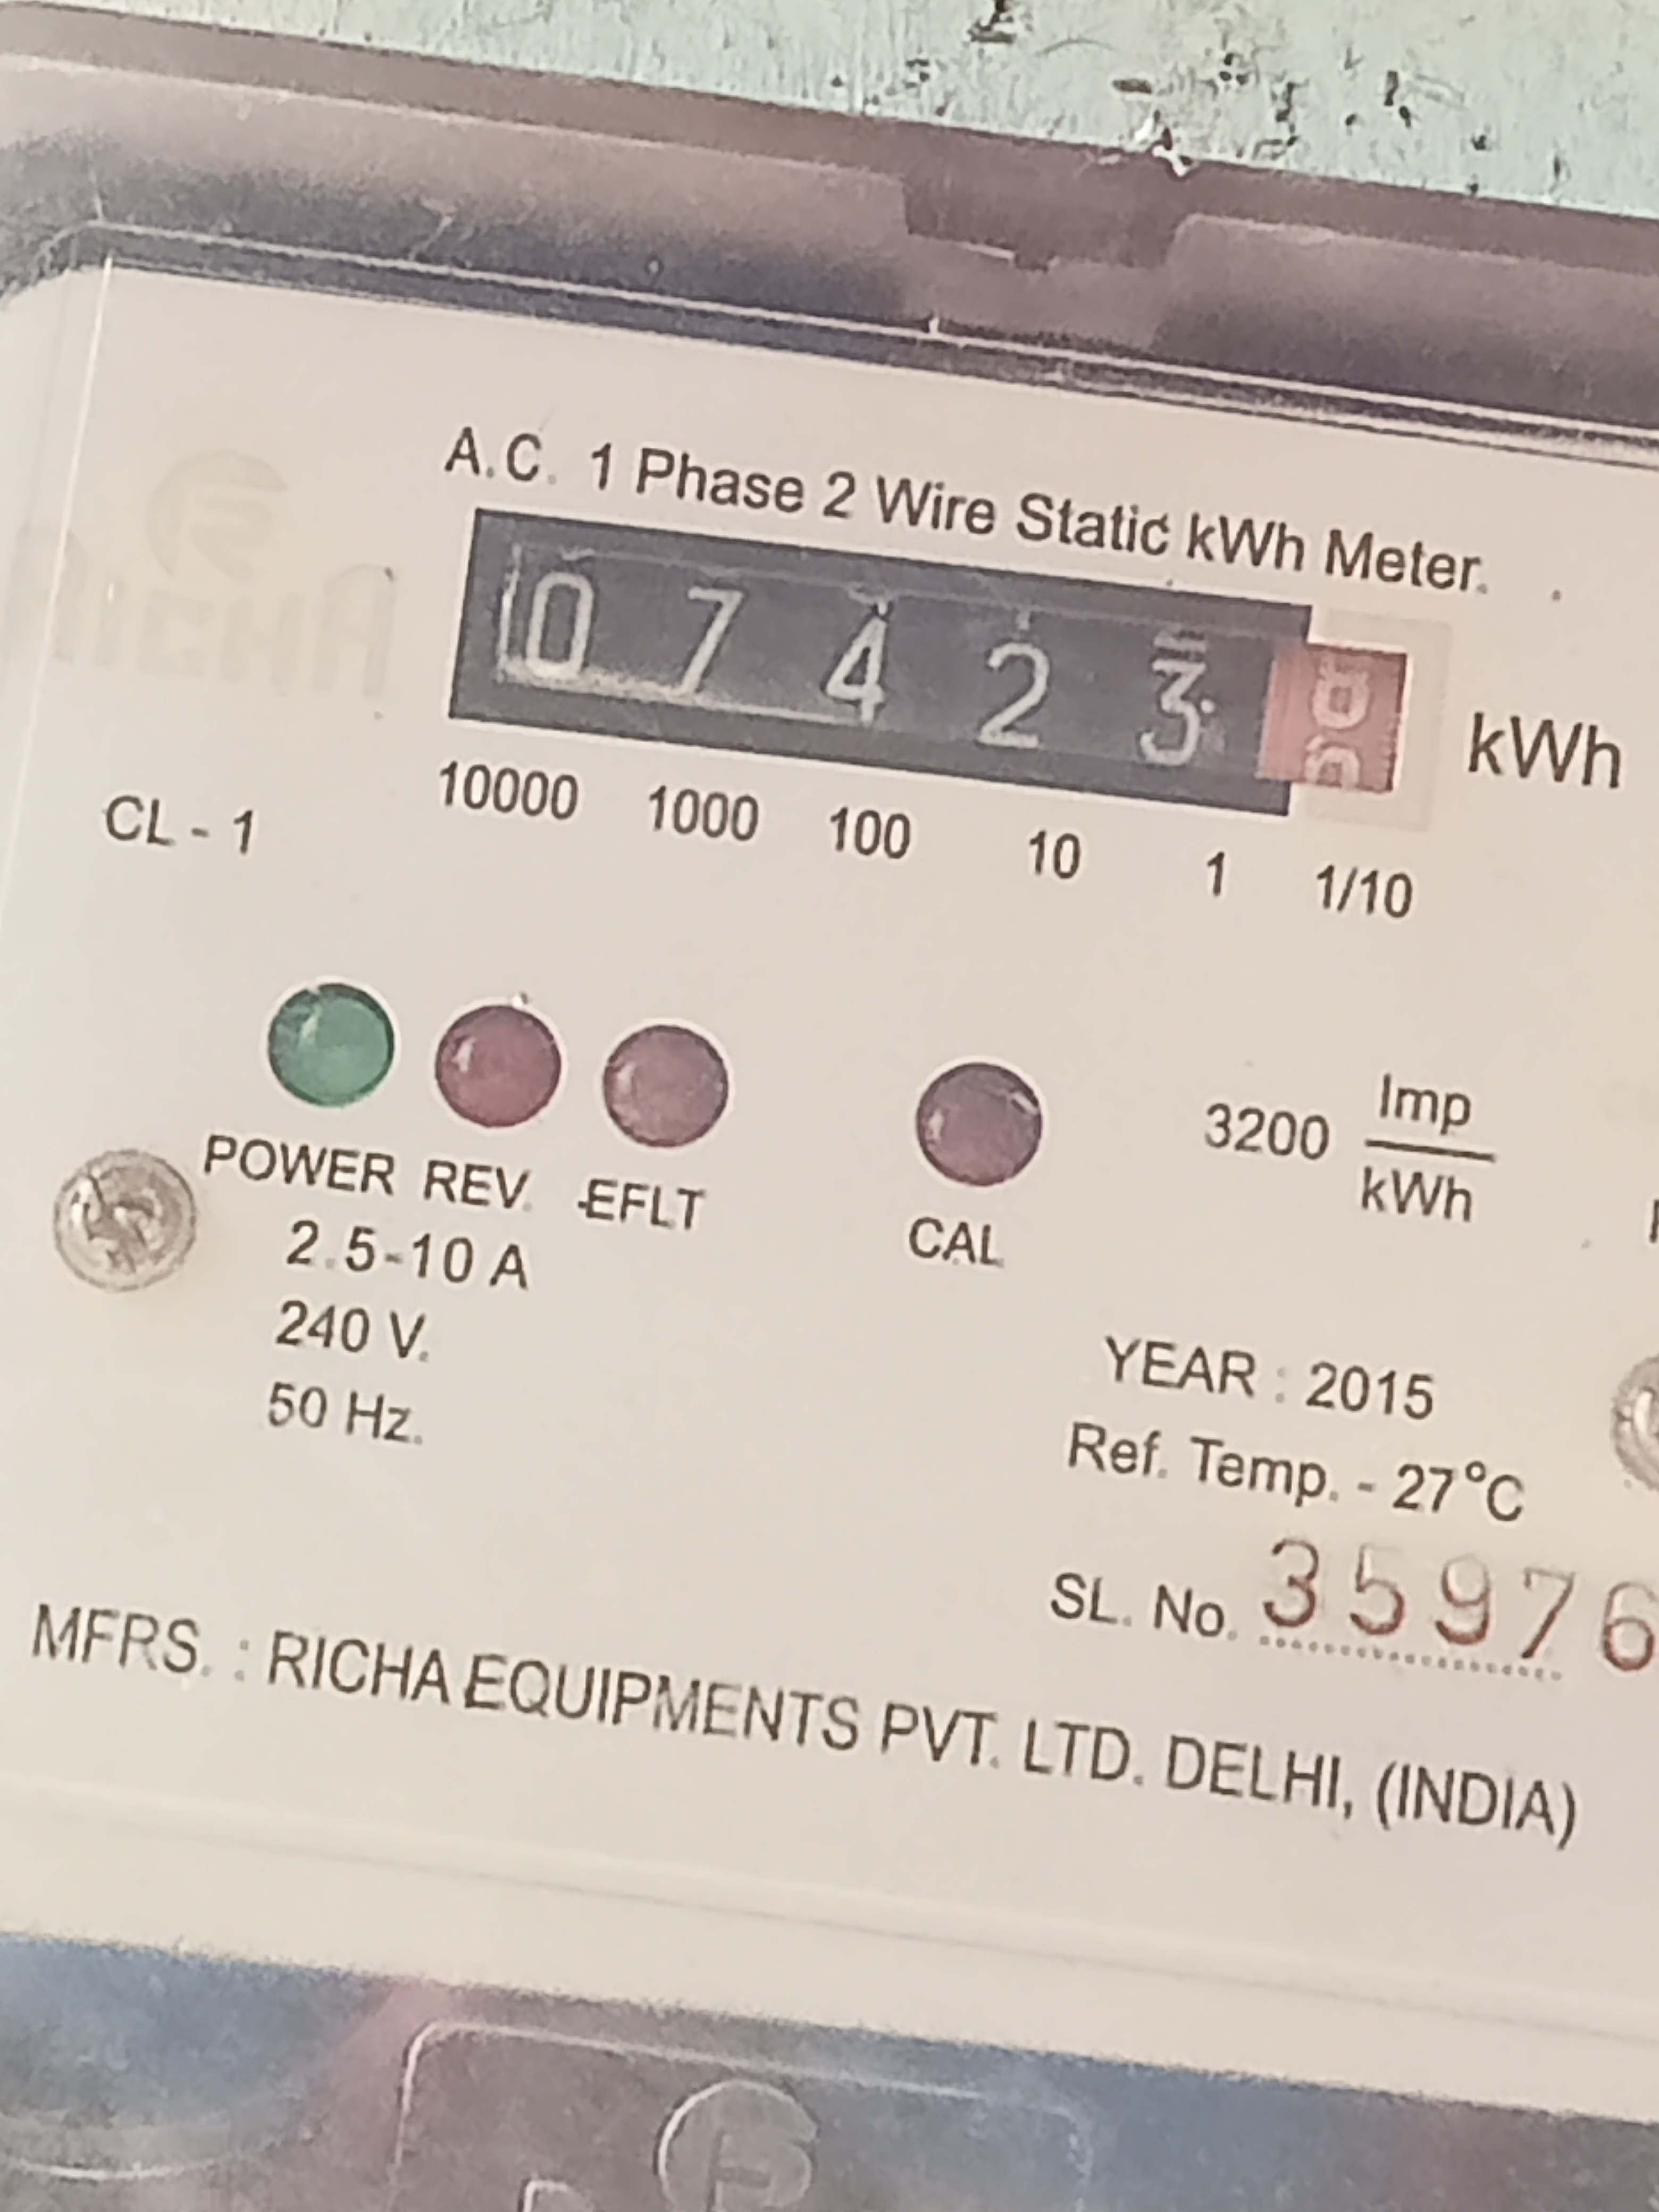 A.C. 1 Phase 2 Wire Static kWh Meter.
0 7 4 2 3
kWh
10000 1000 100 10 1 1/10
CL - 1
POWER REV. EFLT
CAL
3200 Imp
kWh
2.5-10 A
240 V.
50 Hz.
YEAR : 2015
Ref. Temp. - 27°C
SL. No. 35976
MFRS. : RICHA EQUIPMENTS PVT. LTD. DELHI, (INDIA)